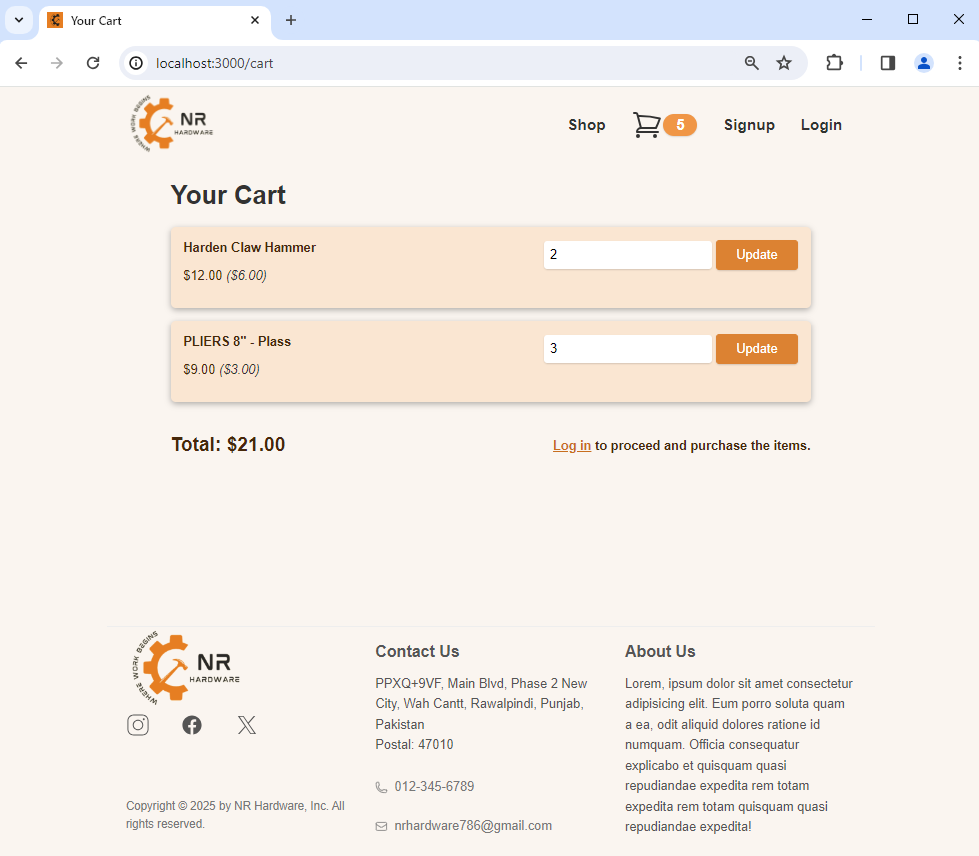 Your Cart
localhost:3000/cart
WHERE WORK BEGINS
NR
HARDWARE
Shop 5 Signup Login
Your Cart
Harden Claw Hammer
2 Update
$12.00 ($6.00)
PLIERS 8" - Plass
3 Update
$9.00 ($3.00)
Total: $21.00
Log in to proceed and purchase the items.
WHERE WORK BEGINS
NR
HARDWARE
Copyright © 2025 by NR Hardware, Inc. All
rights reserved.
Contact Us
PPXQ+9VF, Main Blvd, Phase 2 New
City, Wah Cantt, Rawalpindi, Punjab,
Pakistan
Postal: 47010
012-345-6789
nrhardware786@gmail.com
About Us
Lorem, ipsum dolor sit amet consectetur
adipisicing elit. Eum porro soluta quam
a ea, odit aliquid dolores ratione id
numquam. Officia consequatur
explicabo et quisquam quasi
repudiandae expedita rem totam
expedita rem totam quisquam quasi
repudiandae expedita!